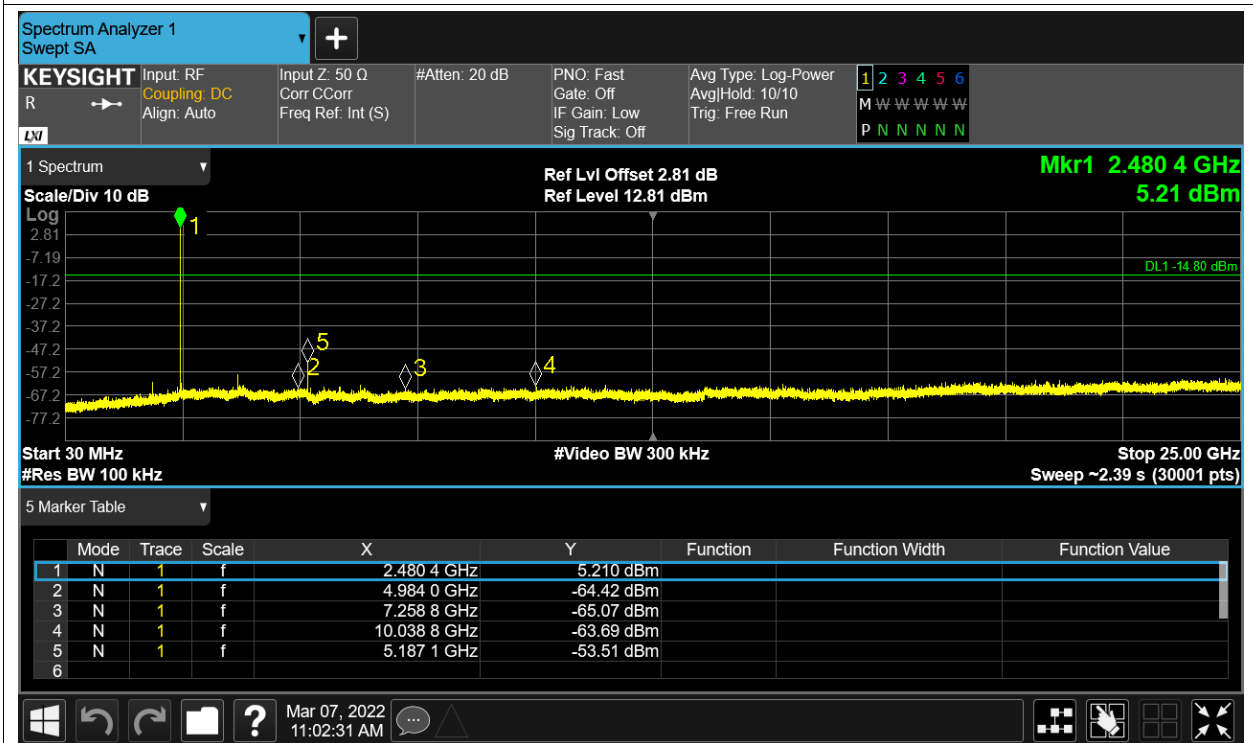 Spectrum Analyzer 1
Swept SA
KEYSIGHT Input: RF Input Z: 50 Ω #Atten: 20 dB PNO: Fast Avg Type: Log-Power 1 2 3 4 5 6
R Coupling: DC Corr CCorr Gate: Off Avg|Hold: 10/10 M W W W W W
Align: Auto Freq Ref: Int (S) IF Gain: Low Trig: Free Run
LXI Sig Track: Off P N N N N N
1 Spectrum Ref Lvl Offset 2.81 dB Mkr1 2.480 4 GHz
Scale/Div 10 dB Ref Level 12.81 dBm 5.21 dBm
Log
1
2.81
-7.19
DL1 -14.80 dBm
-17.2
-27.2
-37.2
-47.2 5
-57.2 2 3 4
-67.2
-77.2
Start 30 MHz #Video BW 300 kHz Stop 25.00 GHz
#Res BW 100 kHz Sweep ~2.39 s (30001 pts)
5 Marker Table
Mode Trace Scale X Y Function Function Width Function Value
1 N 1 f 2.480 4 GHz 5.210 dBm
2 N 1 f 4.984 0 GHz -64.42 dBm
3 N 1 f 7.258 8 GHz -65.07 dBm
4 N 1 f 10.038 8 GHz -63.69 dBm
5 N 1 f 5.187 1 GHz -53.51 dBm
6
? Mar 07, 2022
11:02:31 AM